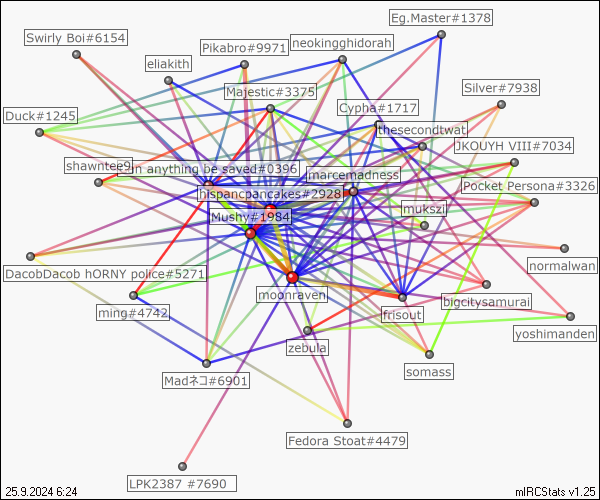 Eg.Master#1378
Swirly Boi#6154
Pikabro#9971
neokingghidorah
eliakith
Majestic#3375
Silver#7938
Duck#1245
Cypha#1717
thesecondtwat
KOUYH VIII#7034
shawntee9
in anything be saved#0396
marcemadness
Pocket Persona#3326
hispancpancakes#2928
Mushy#1984
mukszi
normalwan
DacobDacob hORNY police#5271
moonraven
bigcitysamurai
ming#4742
frisout
yoshimanden
zebula
somass
Madネコ#6901
Fedora Stoat#4479
LPK2387 ~#7690
25.9.2024 6:24
mIRCStats v1.25